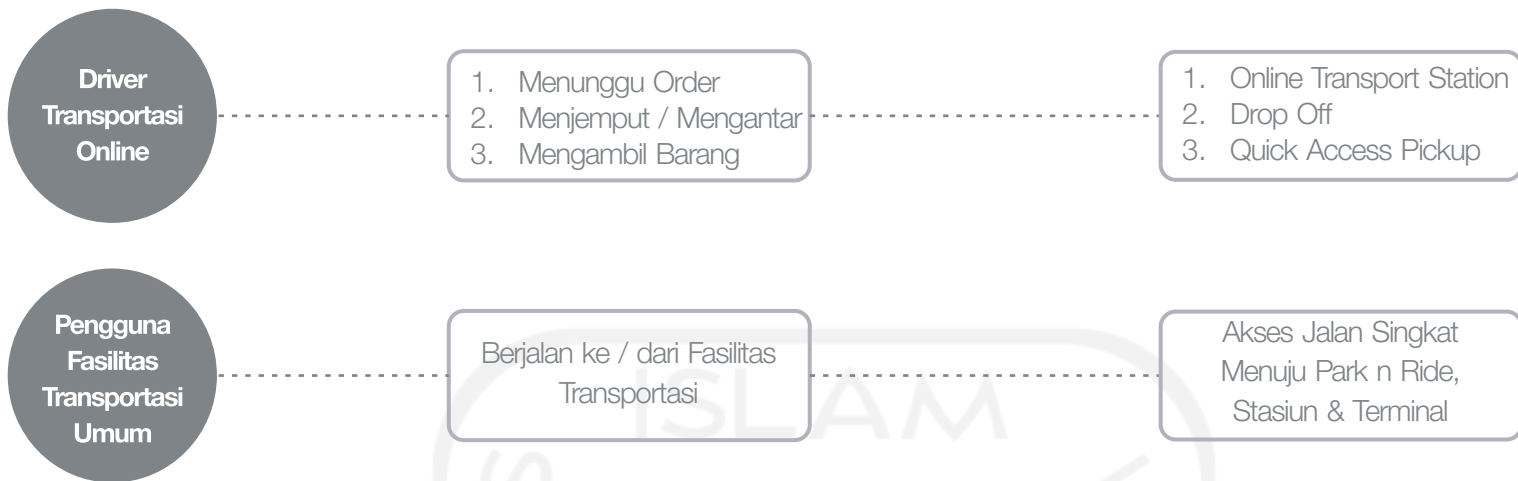 Driver
Transportasi
Online
1. Menunggu Order
2. Menjemput / Mengantar
3. Mengambil Barang
1. Online Transport Station
2. Drop Off
3. Quick Access Pickup
Pengguna
Fasilitas
Transportasi
Umum
Berjalan ke / dari Fasilitas
Transportasi
Akses Jalan Singkat
Menuju Park n Ride,
Stasiun & Terminal
ISLAM